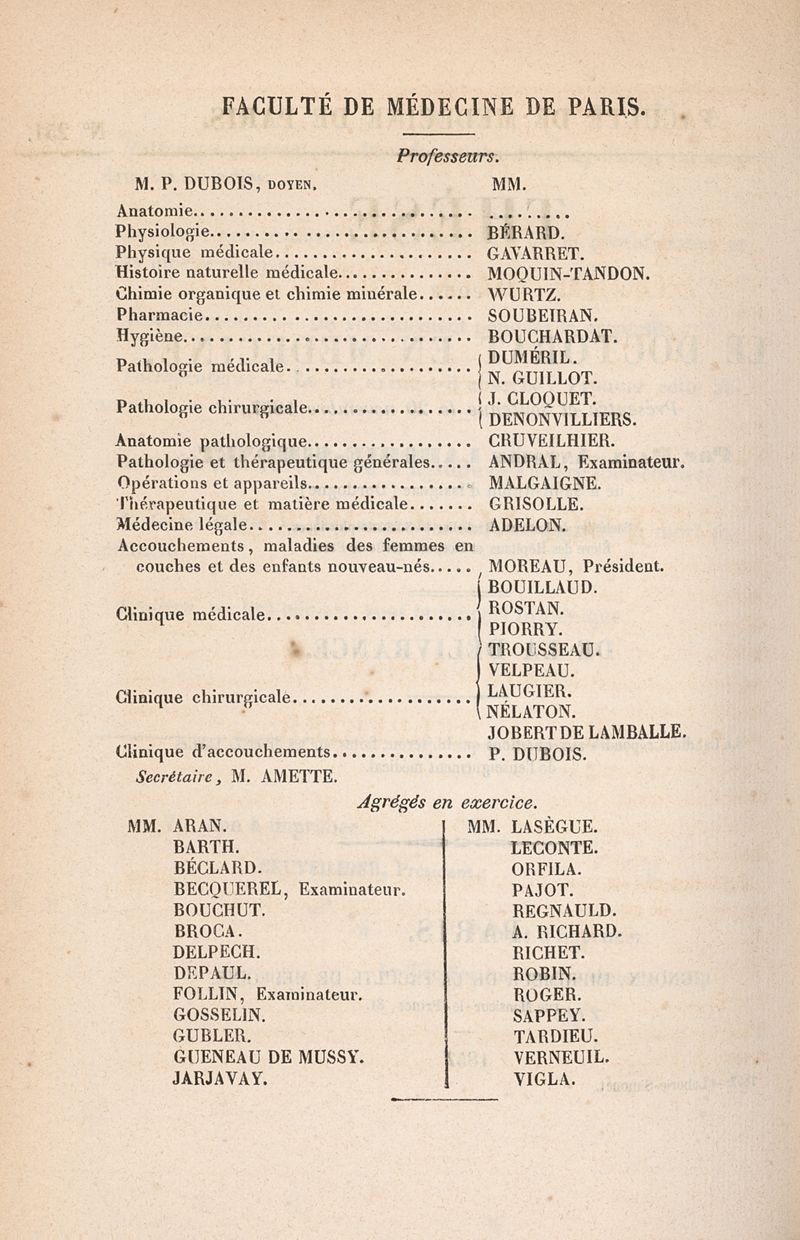 FACULTÉ DE MÉDECINE DE PARIS.
Professeurs.
M. P. DUBOIS, DOYEN. MM.
Anatomie.............................. .........
Physiologie............................ BÉRARD.
Physique médicale..................... GAVARRET.
Histoire naturelle médicale.............. MOQUIN-TANDON.
Chimie organique et chimie minérale...... WURTZ.
Pharmacie............................. SOUBEIRAN.
Hygiène............................... BOUCHARDAT.
Pathologie médicale.................... { DUMÉRIL.
N. GUILLOT.
Pathologie chirurgicale.................. { J. CLOQUET.
DENONVILLIERS.
Anatomie pathologique.................. CRUVEILHIER.
Pathologie et thérapeutique générales..... ANDRAL, Examinateur.
Opérations et appareils.................. MALGAIGNE.
Thérapeutique et matière médicale....... GRISOLLE.
Médecine légale........................ ADELON.
Accouchements, maladies des femmes en
couches et des enfants nouveau-nés..... MOREAU, Président.
Clinique médicale...................... { BOUILLAUD.
ROSTAN.
PIORRY.
TROUSSEAU.
Clinique chirurgicale.................... { VELPEAU.
LAUGIER.
NÉLATON.
JOBERT DE LAMBALLE.
Clinique d'accouchements............... P. DUBOIS.
Secrétaire, M. AMETTE.
Agrégés en exercice.
MM. ARAN.
BARTH.
BÉCLARD.
BECQUEREL, Examinateur.
BOUCHUT.
BROCA.
DELPECH.
DEPAUL.
FOLLIN, Examinateur.
GOSSELIN.
GUBLER.
GUENEAU DE MUSSY.
JARJAVAY.
MM. LASÈGUE.
LECONTE.
ORFILA.
PAJOT.
REGNAULD.
A. RICHARD.
RICHET.
ROBIN.
ROGER.
SAPPEY.
TARDIEU.
VERNEUIL.
VIGLA.